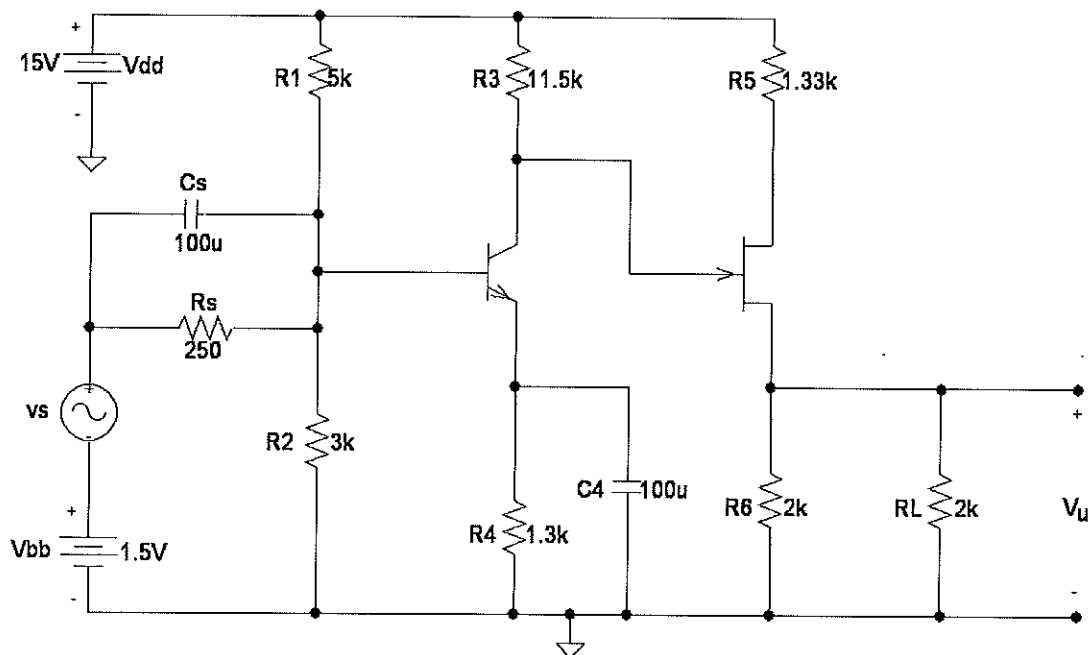 +
15V Vdd
-
R1 5k
R3 11.5k
R5 1.33k
Cs
100u
Rs
250
+
vs
-
R2 3k
+
Vbb 1.5V
-
R4 1.3k
C4 100u
R6 2k
RL 2k
+
Vu
-